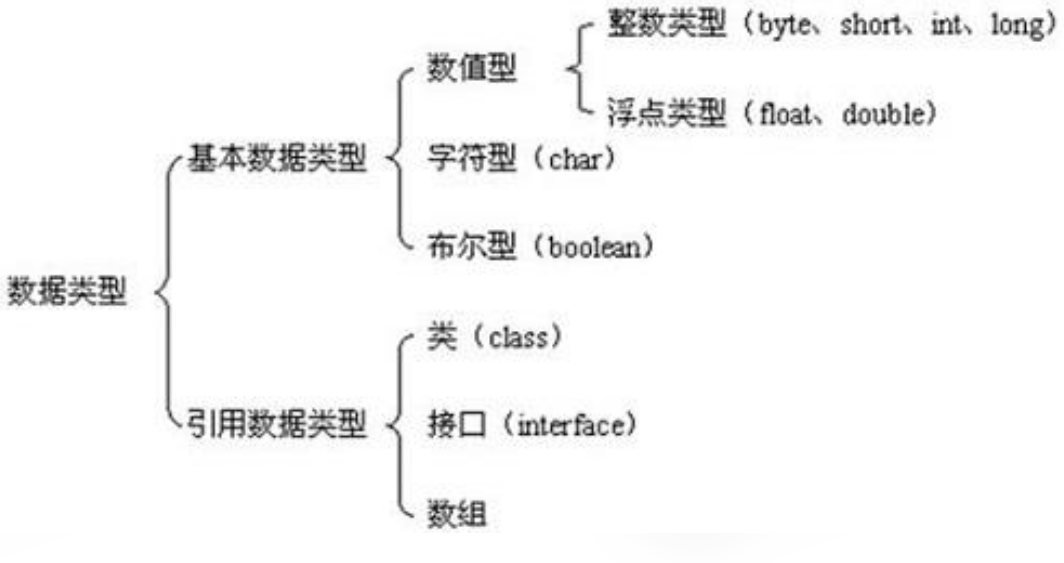 整数类型（byte、short、int、long）
数值型
浮点类型（float、double）
基本数据类型
字符型（char）
布尔型（boolean）
数据类型
类（class）
引用数据类型
接口（interface）
数组